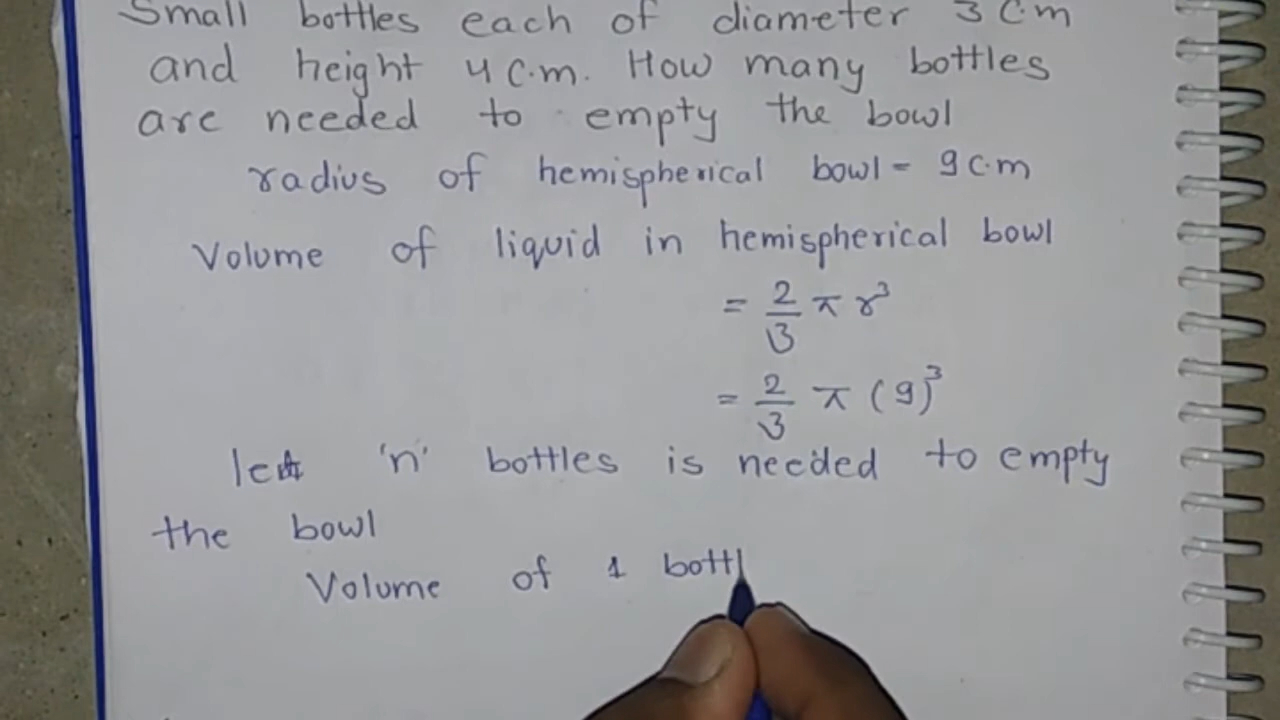 Small bottles each of diameter 3 c.m
and height 4 c.m. How many bottles
are needed to empty the bowl
radius of hemispherical bowl = 9 c.m
Volume of liquid in hemispherical bowl
= 2/3 π r³
= 2/3 π (9)³
let 'n' bottles is needed to empty
the bowl
Volume of 1 bottl